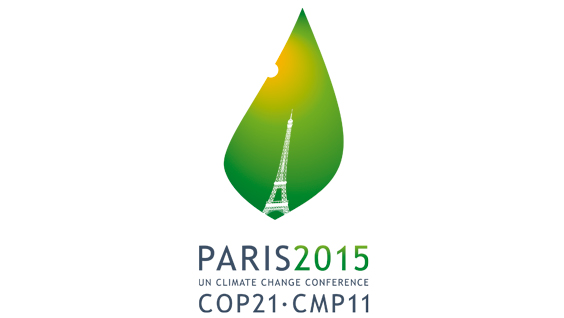 PARIS2015
UN CLIMATE CHANGE CONFERENCE
COP21·CMP11